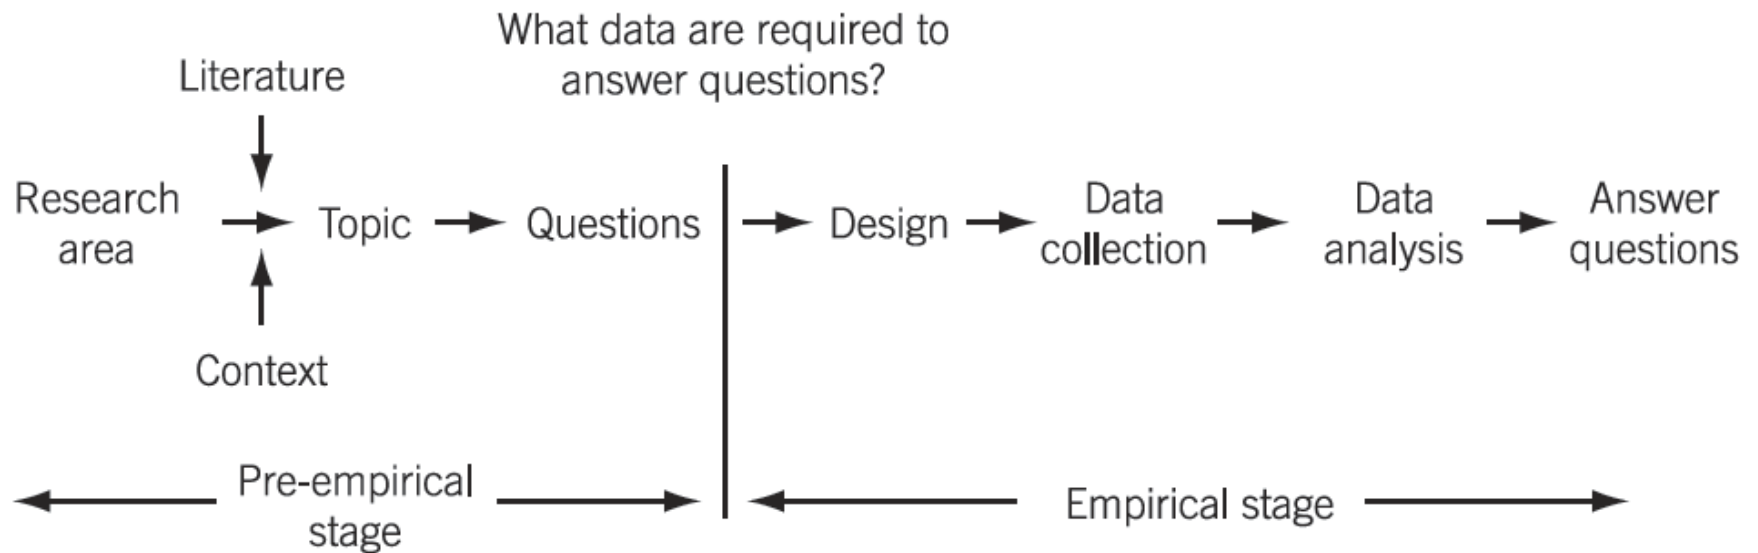 What data are required to
answer questions?
Literature
Research
area
Topic
Questions
Design
Data
collection
Data
analysis
Answer
questions
Context
Pre-empirical
stage
Empirical stage